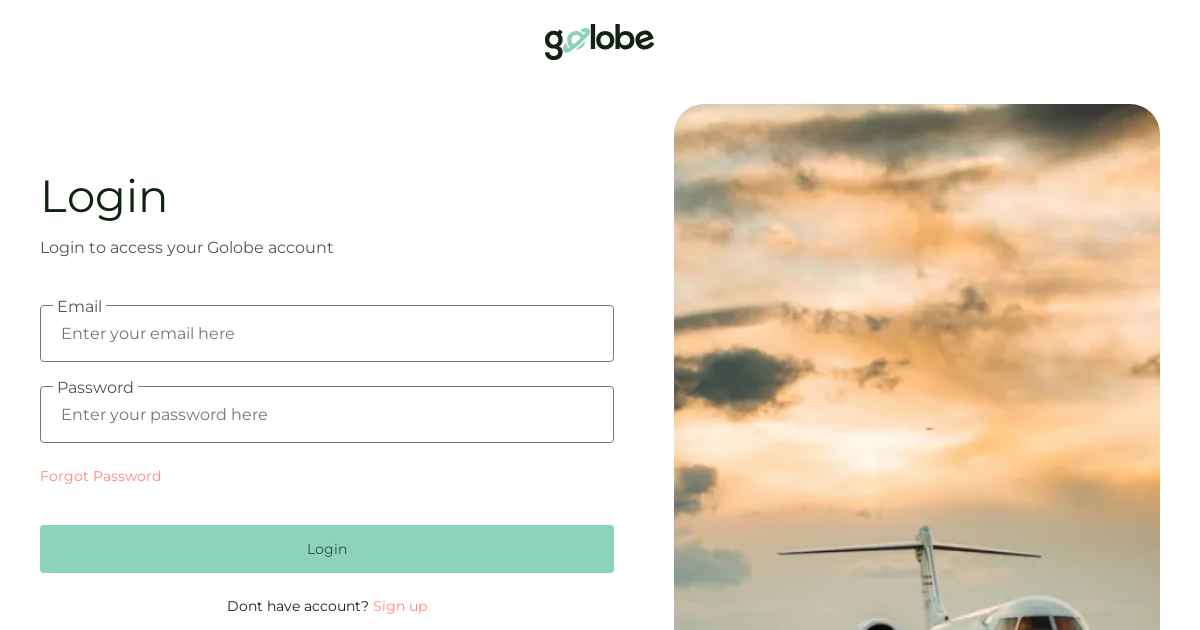 golobe
Login
Login to access your Golobe account
Email
Enter your email here
Password
Enter your password here
Forgot Password
Login
Dont have account? Sign up